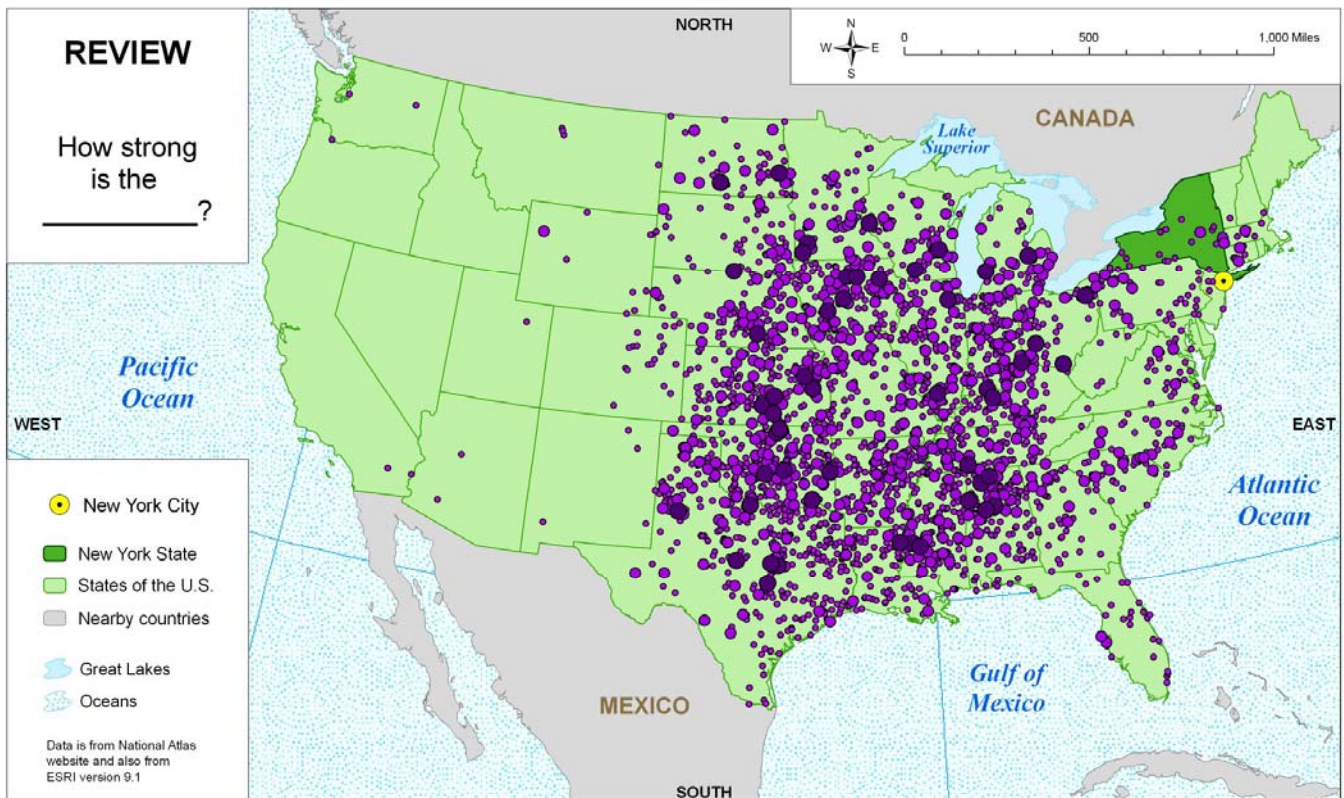 REVIEW
How strong
is the
__________?
NORTH
N
W E
S
0 500 1,000 Miles
CANADA
Lake
Superior
Pacific
Ocean
WEST
EAST
Atlantic
Ocean
New York City
New York State
States of the U.S.
Nearby countries
Great Lakes
Oceans
Data is from National Atlas
website and also from
ESRI version 9.1
MEXICO
Gulf of
Mexico
SOUTH